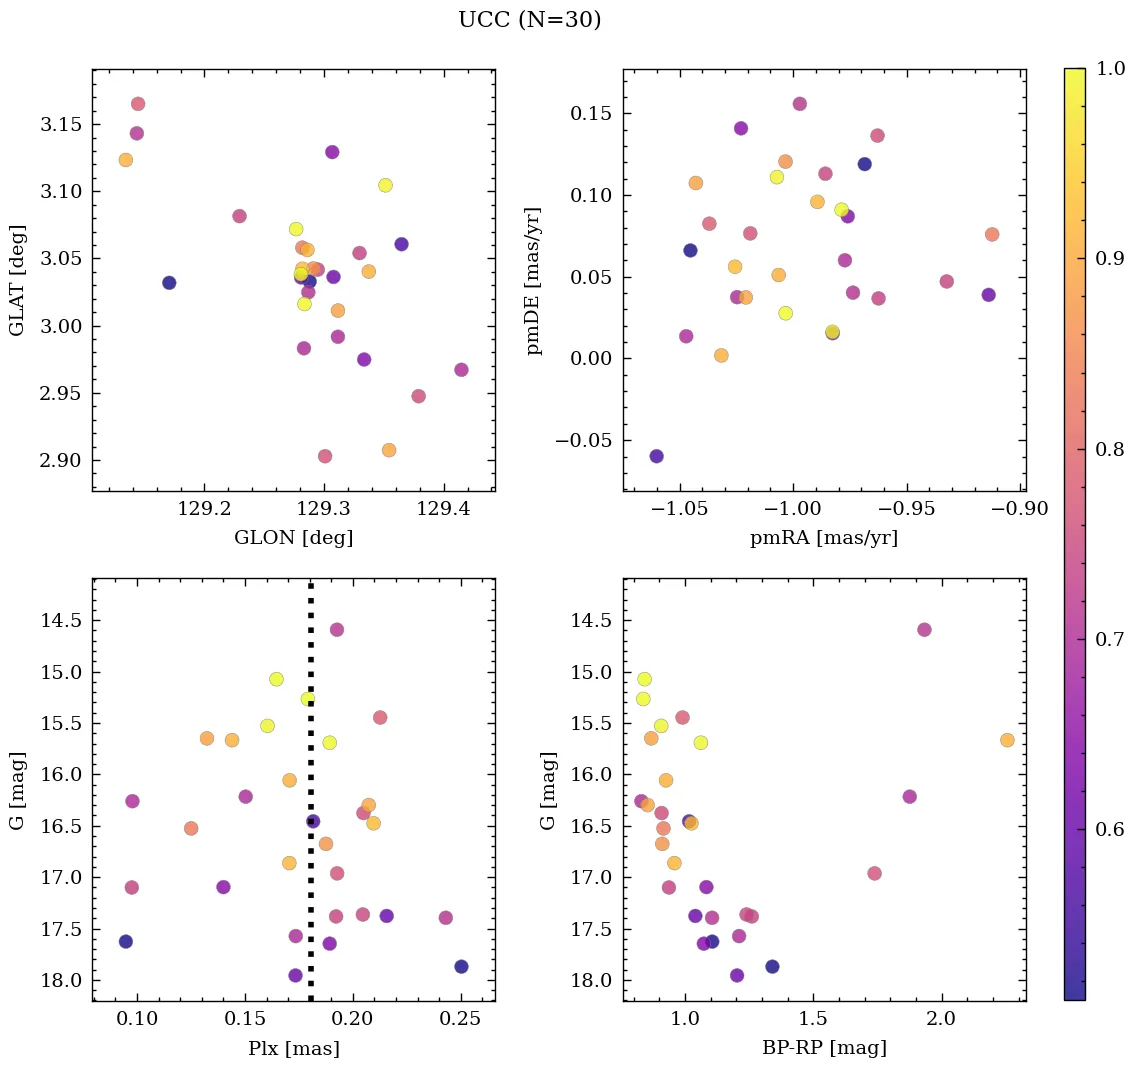 UCC (N=30)
3.15
3.10
3.05
3.00
2.95
2.90
GLAT [deg]
129.2 129.3 129.4
GLON [deg]
0.15
0.10
0.05
0.00
−0.05
pmDE [mas/yr]
−1.05 −1.00 −0.95 −0.90
pmRA [mas/yr]
14.5
15.0
15.5
16.0
16.5
17.0
17.5
18.0
G [mag]
0.10 0.15 0.20 0.25
Plx [mas]
14.5
15.0
15.5
16.0
16.5
17.0
17.5
18.0
G [mag]
1.0 1.5 2.0
BP-RP [mag]
1.0
0.9
0.8
0.7
0.6